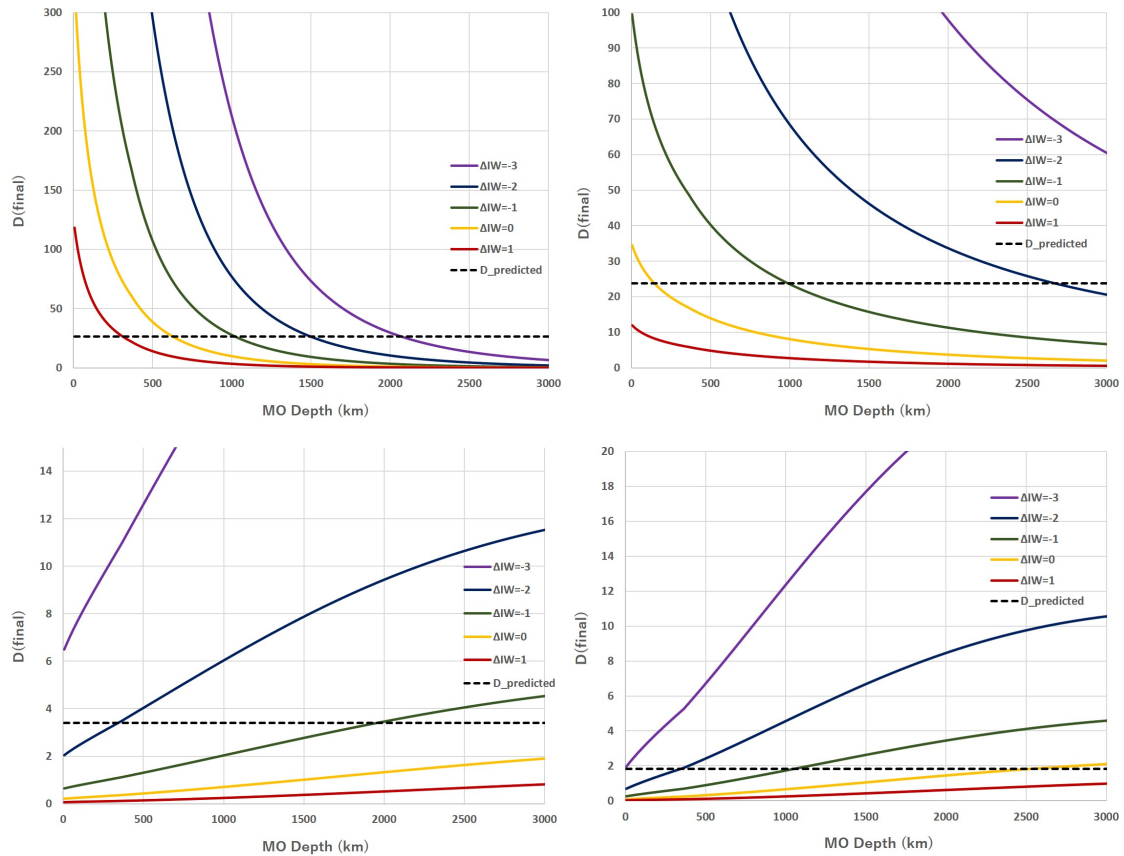 300
250
200
150
100
50
0
D(final)
0 500 1000 1500 2000 2500 3000
MO Depth (km)
ΔIW=-3
ΔIW=-2
ΔIW=-1
ΔIW=0
ΔIW=1
D_predicted
100
90
80
70
60
50
40
30
20
10
0
D(final)
0 500 1000 1500 2000 2500 3000
MO Depth (km)
ΔIW=-3
ΔIW=-2
ΔIW=-1
ΔIW=0
ΔIW=1
D_predicted
14
12
10
8
6
4
2
0
D(final)
0 500 1000 1500 2000 2500 3000
MO Depth (km)
ΔIW=-3
ΔIW=-2
ΔIW=-1
ΔIW=0
ΔIW=1
D_predicted
20
18
16
14
12
10
8
6
4
2
0
D(final)
0 500 1000 1500 2000 2500 3000
MO Depth (km)
ΔIW=-3
ΔIW=-2
ΔIW=-1
ΔIW=0
ΔIW=1
D_predicted